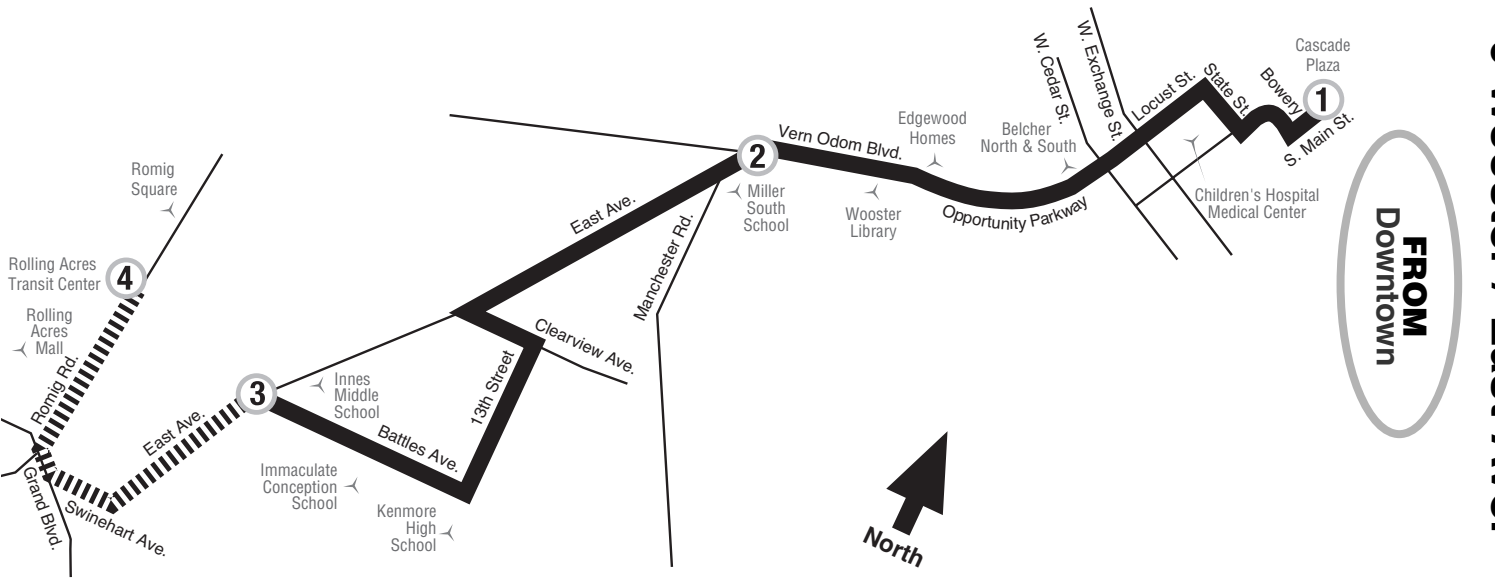 Cascade
Plaza
1
Bowery
S. Main St.
State St.
Locust St.
W. Exchange St.
W. Cedar St.
Children's Hospital
Medical Center
Belcher
North & South
Edgewood
Homes
Opportunity Parkway
Wooster
Library
Vern Odom Blvd.
2
Miller
South
School
East Ave.
Manchester Rd.
Clearview Ave.
13th Street
Battles Ave.
Innes
Middle
School
3
Immaculate
Conception
School
Kenmore
High
School
East Ave.
Swinehart Ave.
Grand Blvd.
Romig Rd.
Rolling
Acres
Mall
Rolling Acres
Transit Center
4
Romig
Square
North
FROM
Downtown